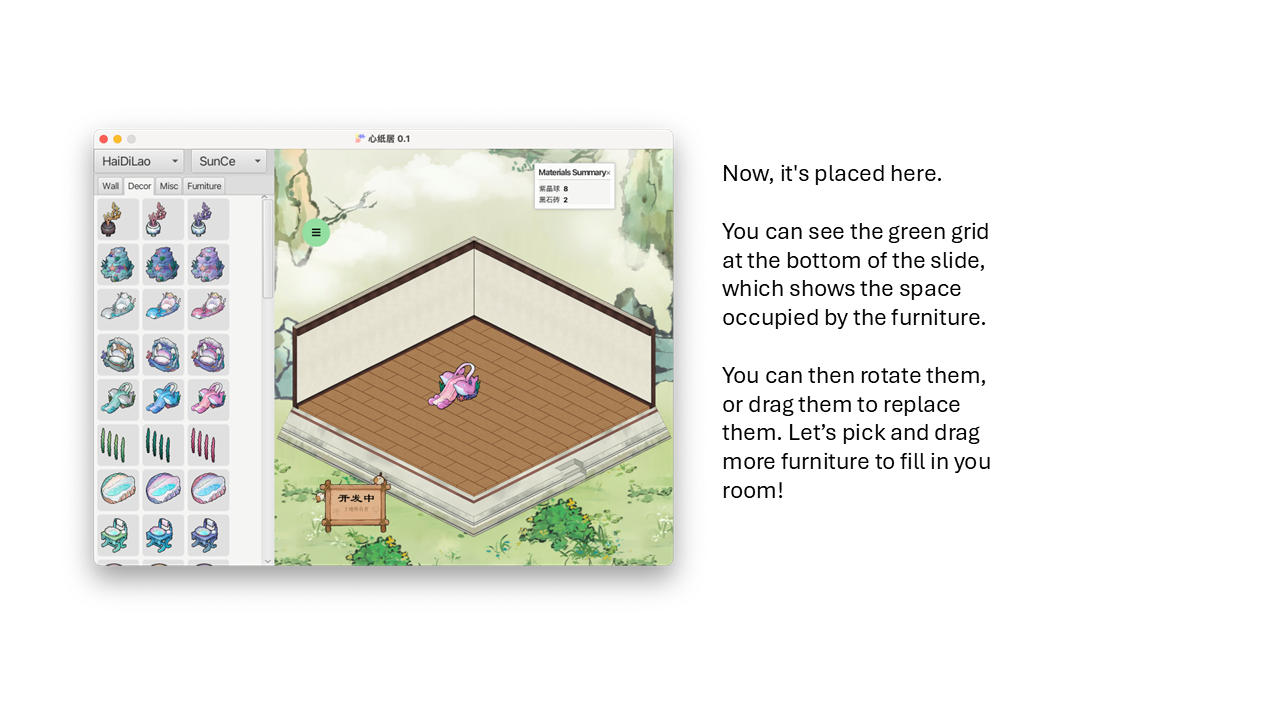 心纸居 0.1
HaiDiLao
SunCe
Wall
Decor
Misc
Furniture
Materials Summary×
紫晶球 8
黑石砖 2
开发中
Now, it's placed here.
You can see the green grid
at the bottom of the slide,
which shows the space
occupied by the furniture.
You can then rotate them,
or drag them to replace
them. Let’s pick and drag
more furniture to fill in you
room!